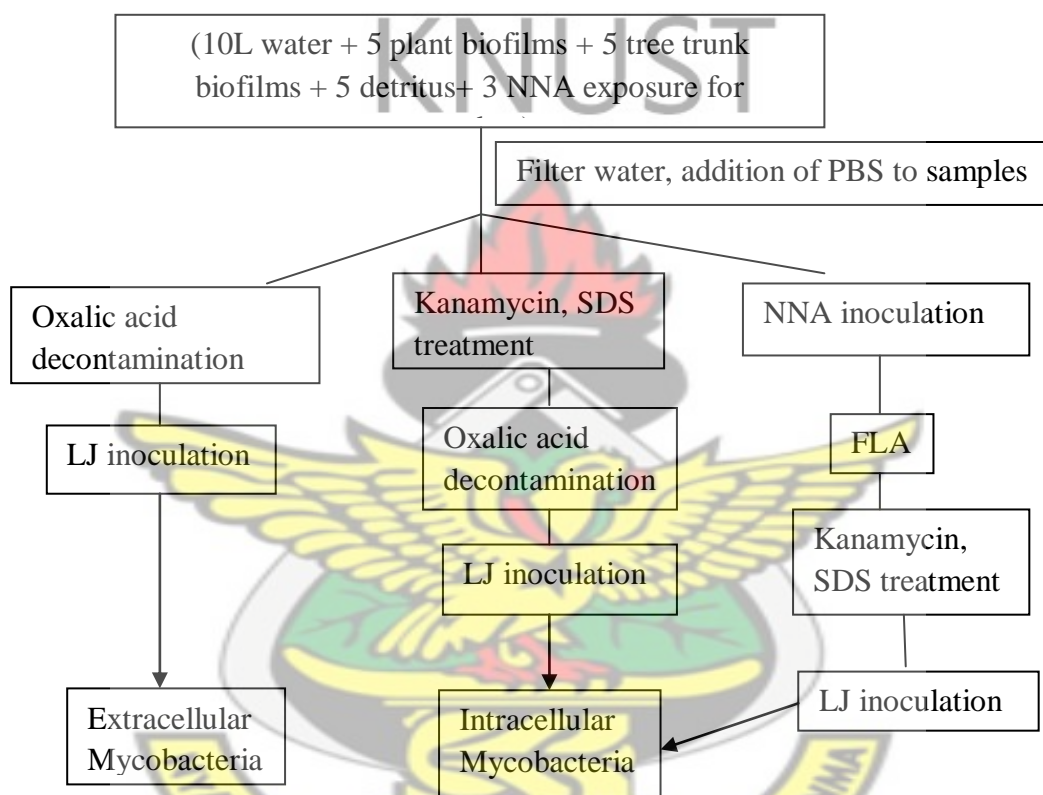 KNUST
(10L water + 5 plant biofilms + 5 tree trunk
biofilms + 5 detritus+ 3 NNA exposure for
Filter water, addition of PBS to samples
Oxalic acid
decontamination
Kanamycin, SDS
treatment
NNA inoculation
LJ inoculation
Oxalic acid
decontamination
FLA
LJ inoculation
Kanamycin,
SDS treatment
Extracellular
Mycobacteria
Intracellular
Mycobacteria
LJ inoculation